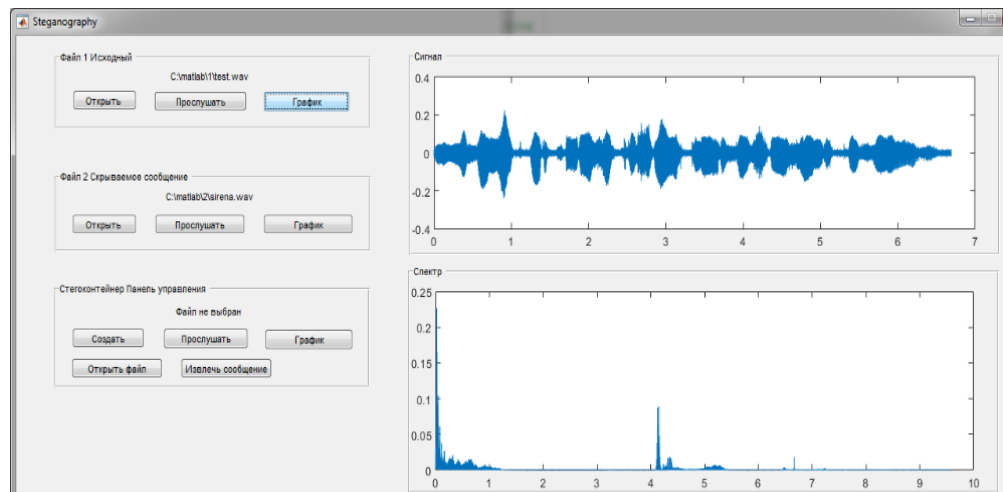 Steganography
Файл 1 Исходный
C:\matlab\1\test.wav
Открыть Прослушать График
Файл 2 Скрываемое сообщение
C:\matlab\2\sirena.wav
Открыть Прослушать График
Стегоконтейнер Панель управления
Файл не выбран
Создать Прослушать График
Открыть файл Извлечь сообщение
Сигнал
0.4
0.2
0
-0.2
-0.4
0 1 2 3 4 5 6 7
Спектр
0.25
0.2
0.15
0.1
0.05
0
0 1 2 3 4 5 6 7 8 9 10